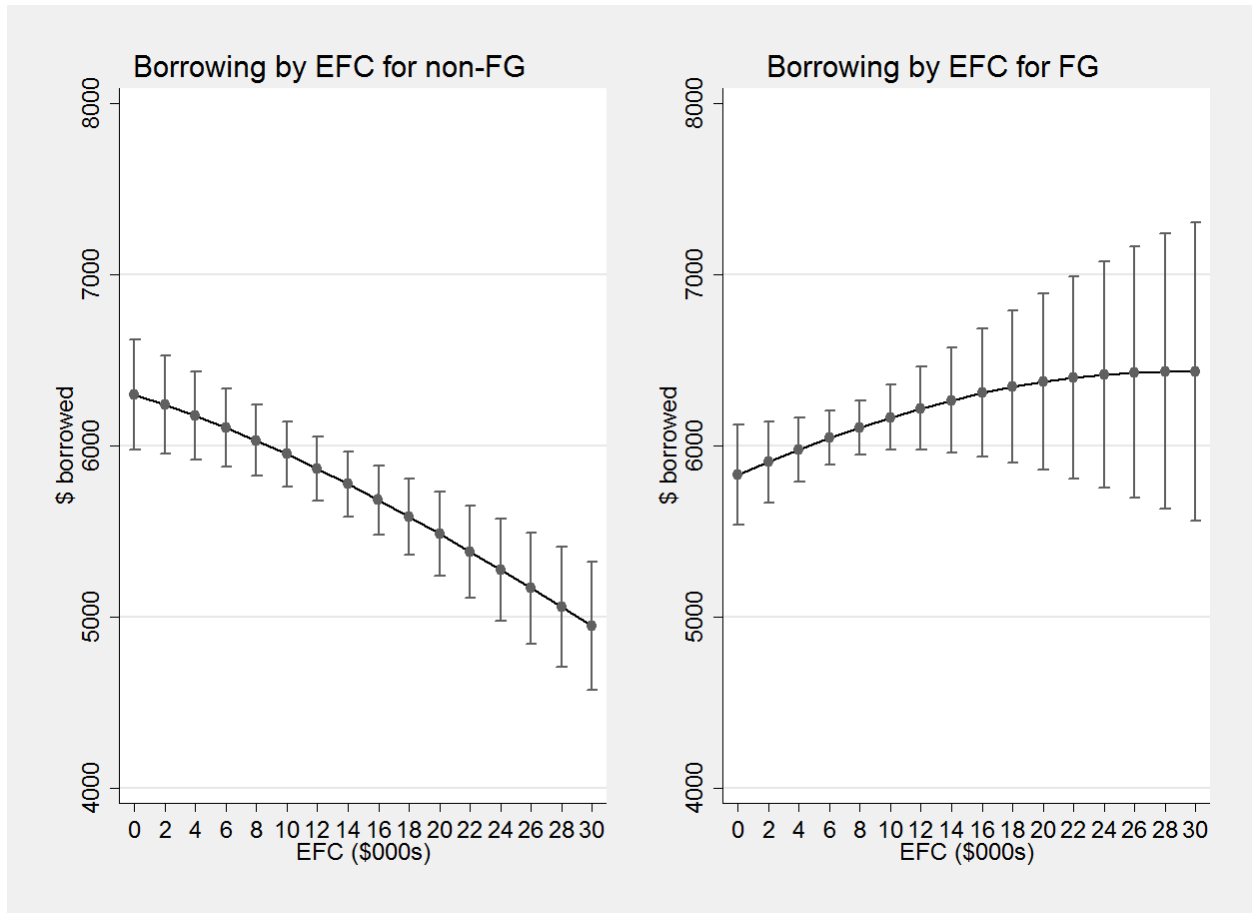 Borrowing by EFC for non-FG
8000
7000
6000
5000
4000
$ borrowed
0 2 4 6 8 10 12 14 16 18 20 22 24 26 28 30
EFC ($000s)
Borrowing by EFC for FG
8000
7000
6000
5000
4000
$ borrowed
0 2 4 6 8 10 12 14 16 18 20 22 24 26 28 30
EFC ($000s)